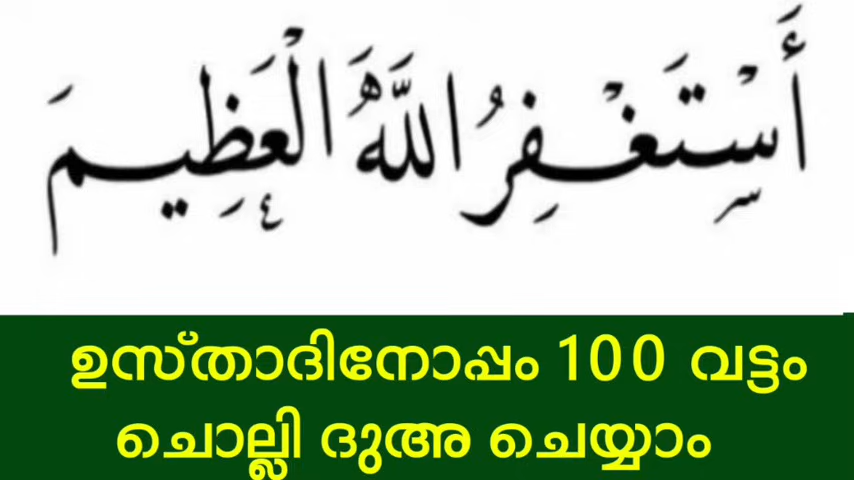 أَسْتَغْفِرُ اللَّهَ الْعَظِيمَ
ഉസ്താദിനോപ്പം 100 വട്ടം
ചൊല്ലി ദുഅ ചെയ്യാം